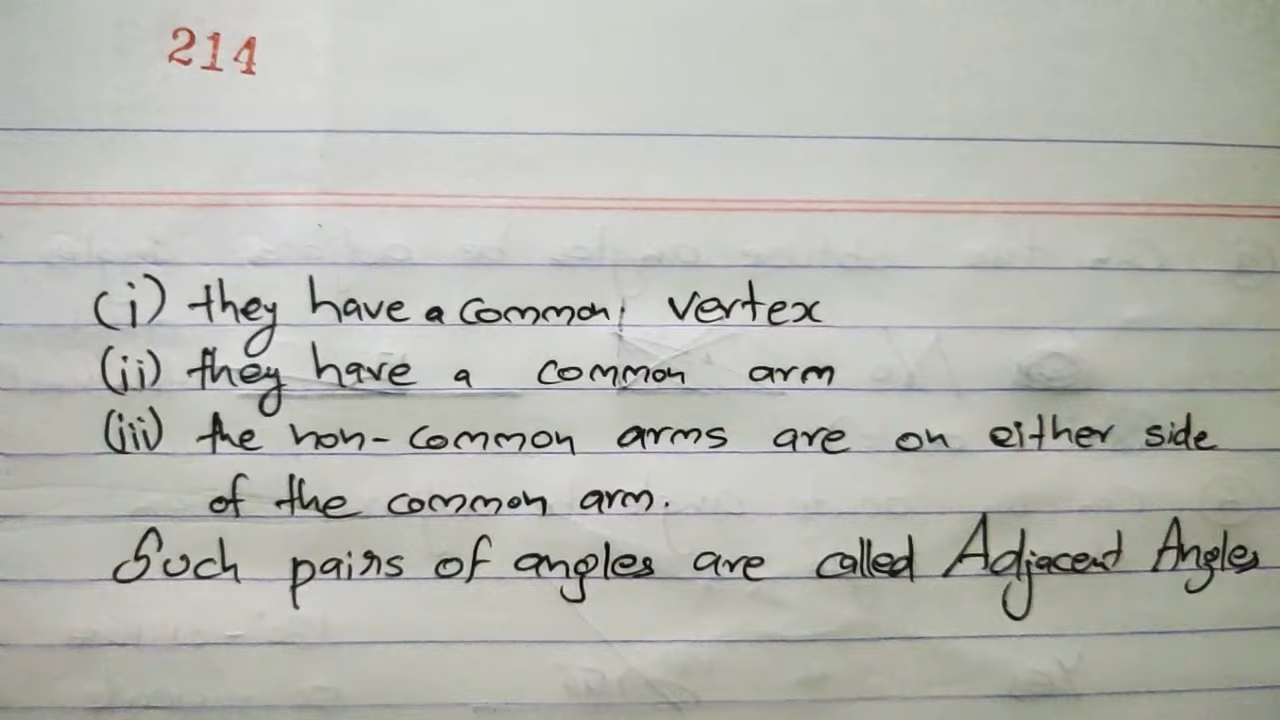 214
(i) they have a common vertex
(ii) they have a common arm
(iii) the non-common arms are on either side
of the common arm.
Such pairs of angles are called Adjacent Angles